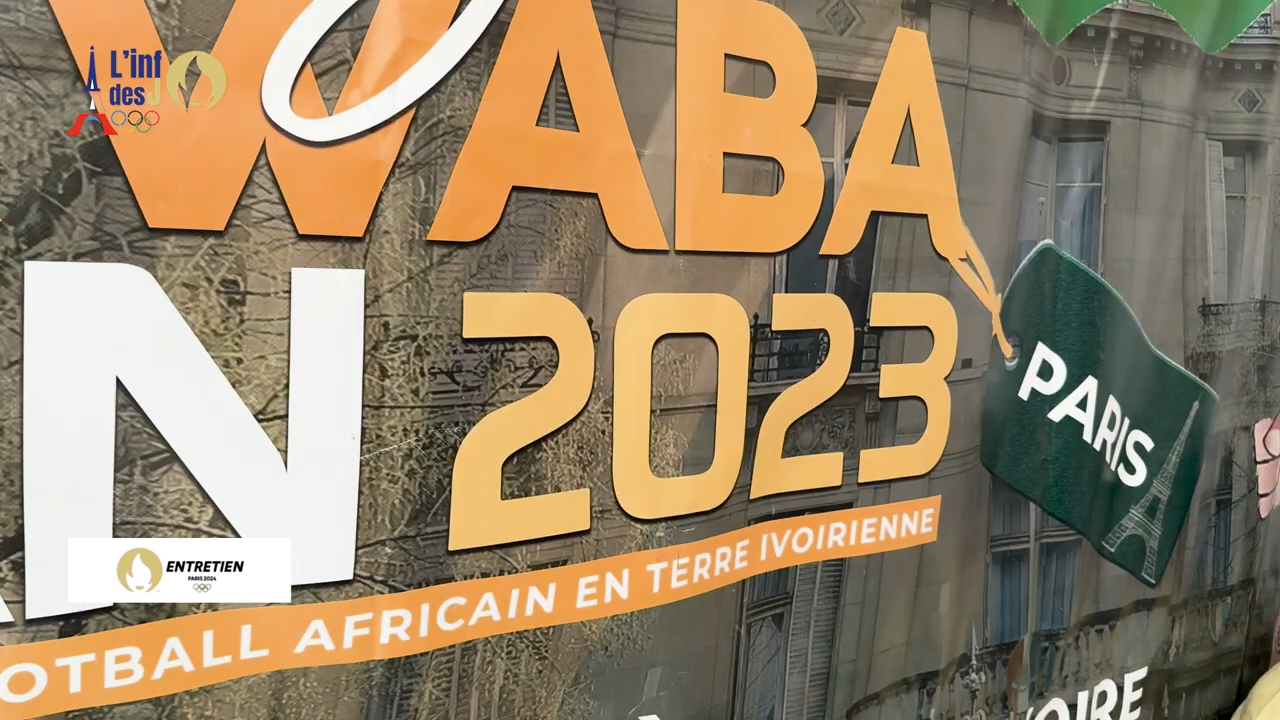 L'inf
des J
WABA
N 2023
PARIS
OTBALL AFRICAIN EN TERRE IVOIRIENNE
ENTRETIEN
PARIS 2024
OIRE